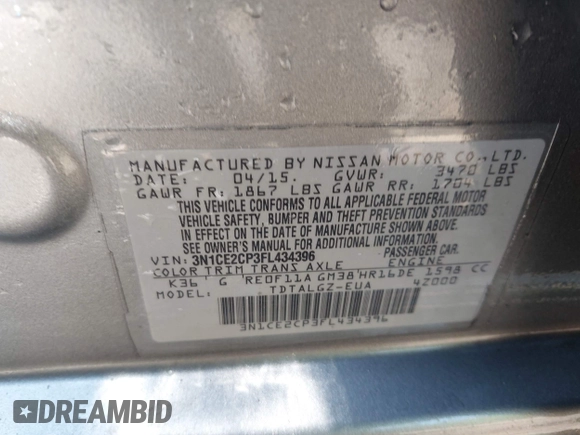 MANUFACTURED BY NISSAN MOTOR CO., LTD.
DATE: 04/15. GVWR: 3470 LBS
GAWR FR: 1867 LBS GAWR RR: 1704 LBS
THIS VEHICLE CONFORMS TO ALL APPLICABLE FEDERAL MOTOR
VEHICLE SAFETY, BUMPER AND THEFT PREVENTION STANDARDS
IN EFFECT ON THE DATE OF MANUFACTURE SHOWN ABOVE.
SEE OWNER'S MANUAL FOR ADDITIONAL INFORMATION.
VIN: 3N1CE2CP3FL434396 PASSENGER CAR
COLOR TRIM TRANS AXLE ENGINE
K36 G RE0F11A GM38 HR16DE 1598 CC
MODEL: TDTALGZ-EUA 4Z000
3N1CE2CP3FL434396
DREAMBID